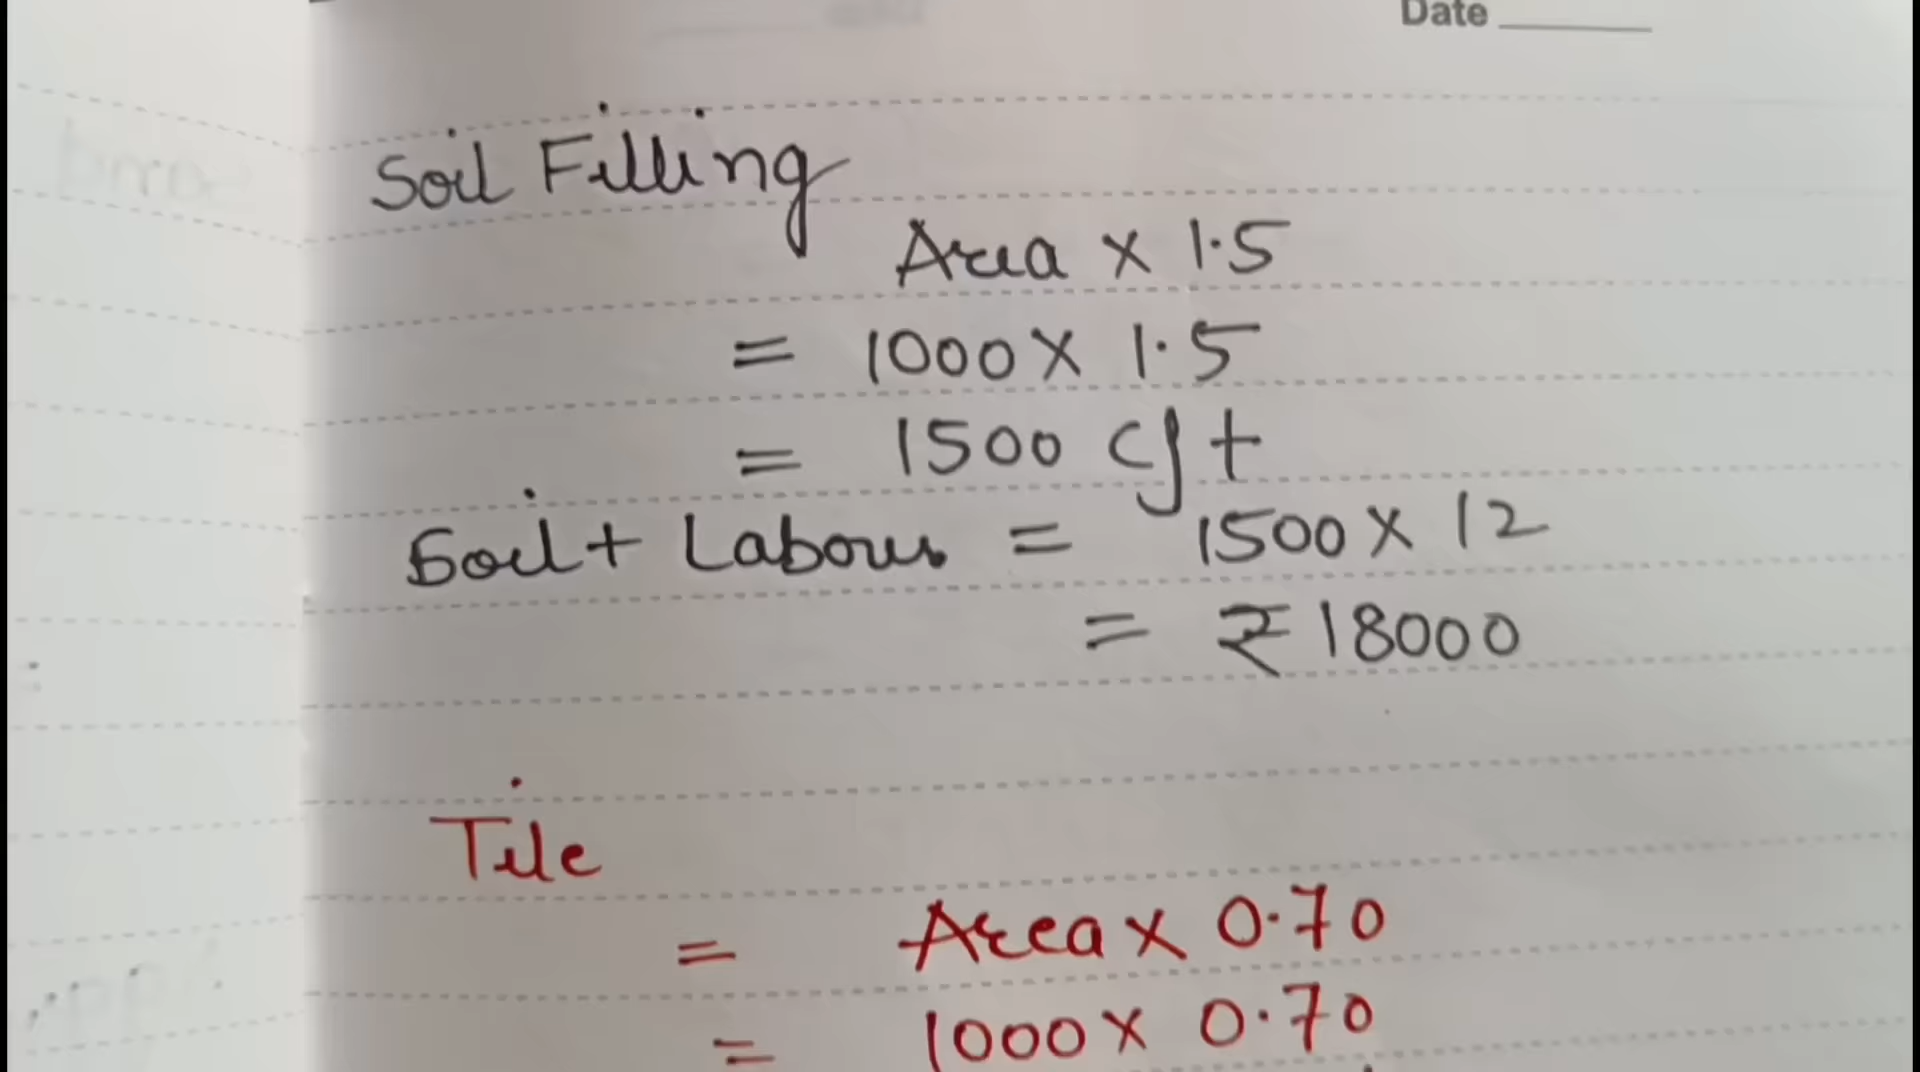 Date
Soil Filling
Area × 1.5
= 1000 × 1.5
= 1500 cft
Soil + Labour = 1500 × 12
= ₹ 18000
Tile
= Area × 0.70
= 1000 × 0.70